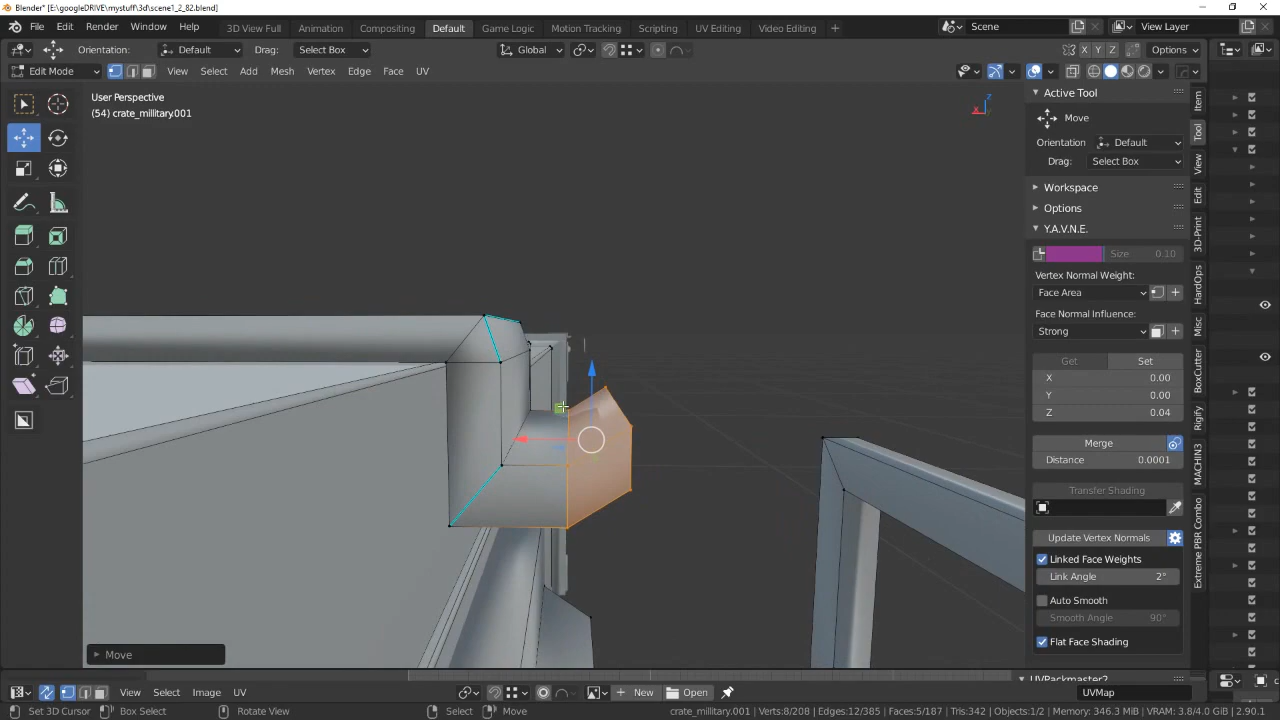 Blender* [E:\googleDRIVE\mystuff\3d\scene1_2_82.blend]
File Edit Render Window Help 3D View Full Animation Compositing Default Game Logic Motion Tracking Scripting UV Editing Video Editing + Scene View Layer
Orientation: Default Drag: Select Box Global X Y Z Options
Edit Mode View Select Add Mesh Vertex Edge Face UV
User Perspective
(54) crate_millitary.001
Z
X
Active Tool
Move
Orientation Default
Drag: Select Box
Workspace
Options
Y.A.V.N.E.
Size 0.10
Vertex Normal Weight:
Face Area
Face Normal Influence:
Strong
Get Set
X 0.00
Y 0.00
Z 0.04
Merge
Distance 0.0001
Transfer Shading
Update Vertex Normals
Linked Face Weights
Link Angle 2°
Auto Smooth
Smooth Angle 90°
Flat Face Shading
UVPackmaster2
Item
Tool
View
Edit
3D-Print
HardOps
Misc
BoxCutter
Rigify
MACHIN3
Extreme PBR Combo
Move
View Select Image UV New Open UVMap
Set 3D Cursor Box Select Rotate View Select Move crate_millitary.001 | Verts:8/208 | Edges:12/385 | Faces:5/187 | Tris:342 | Objects:1/2 | Memory: 346.3 MiB | VRAM: 3.8/4.0 GiB | 2.90.1